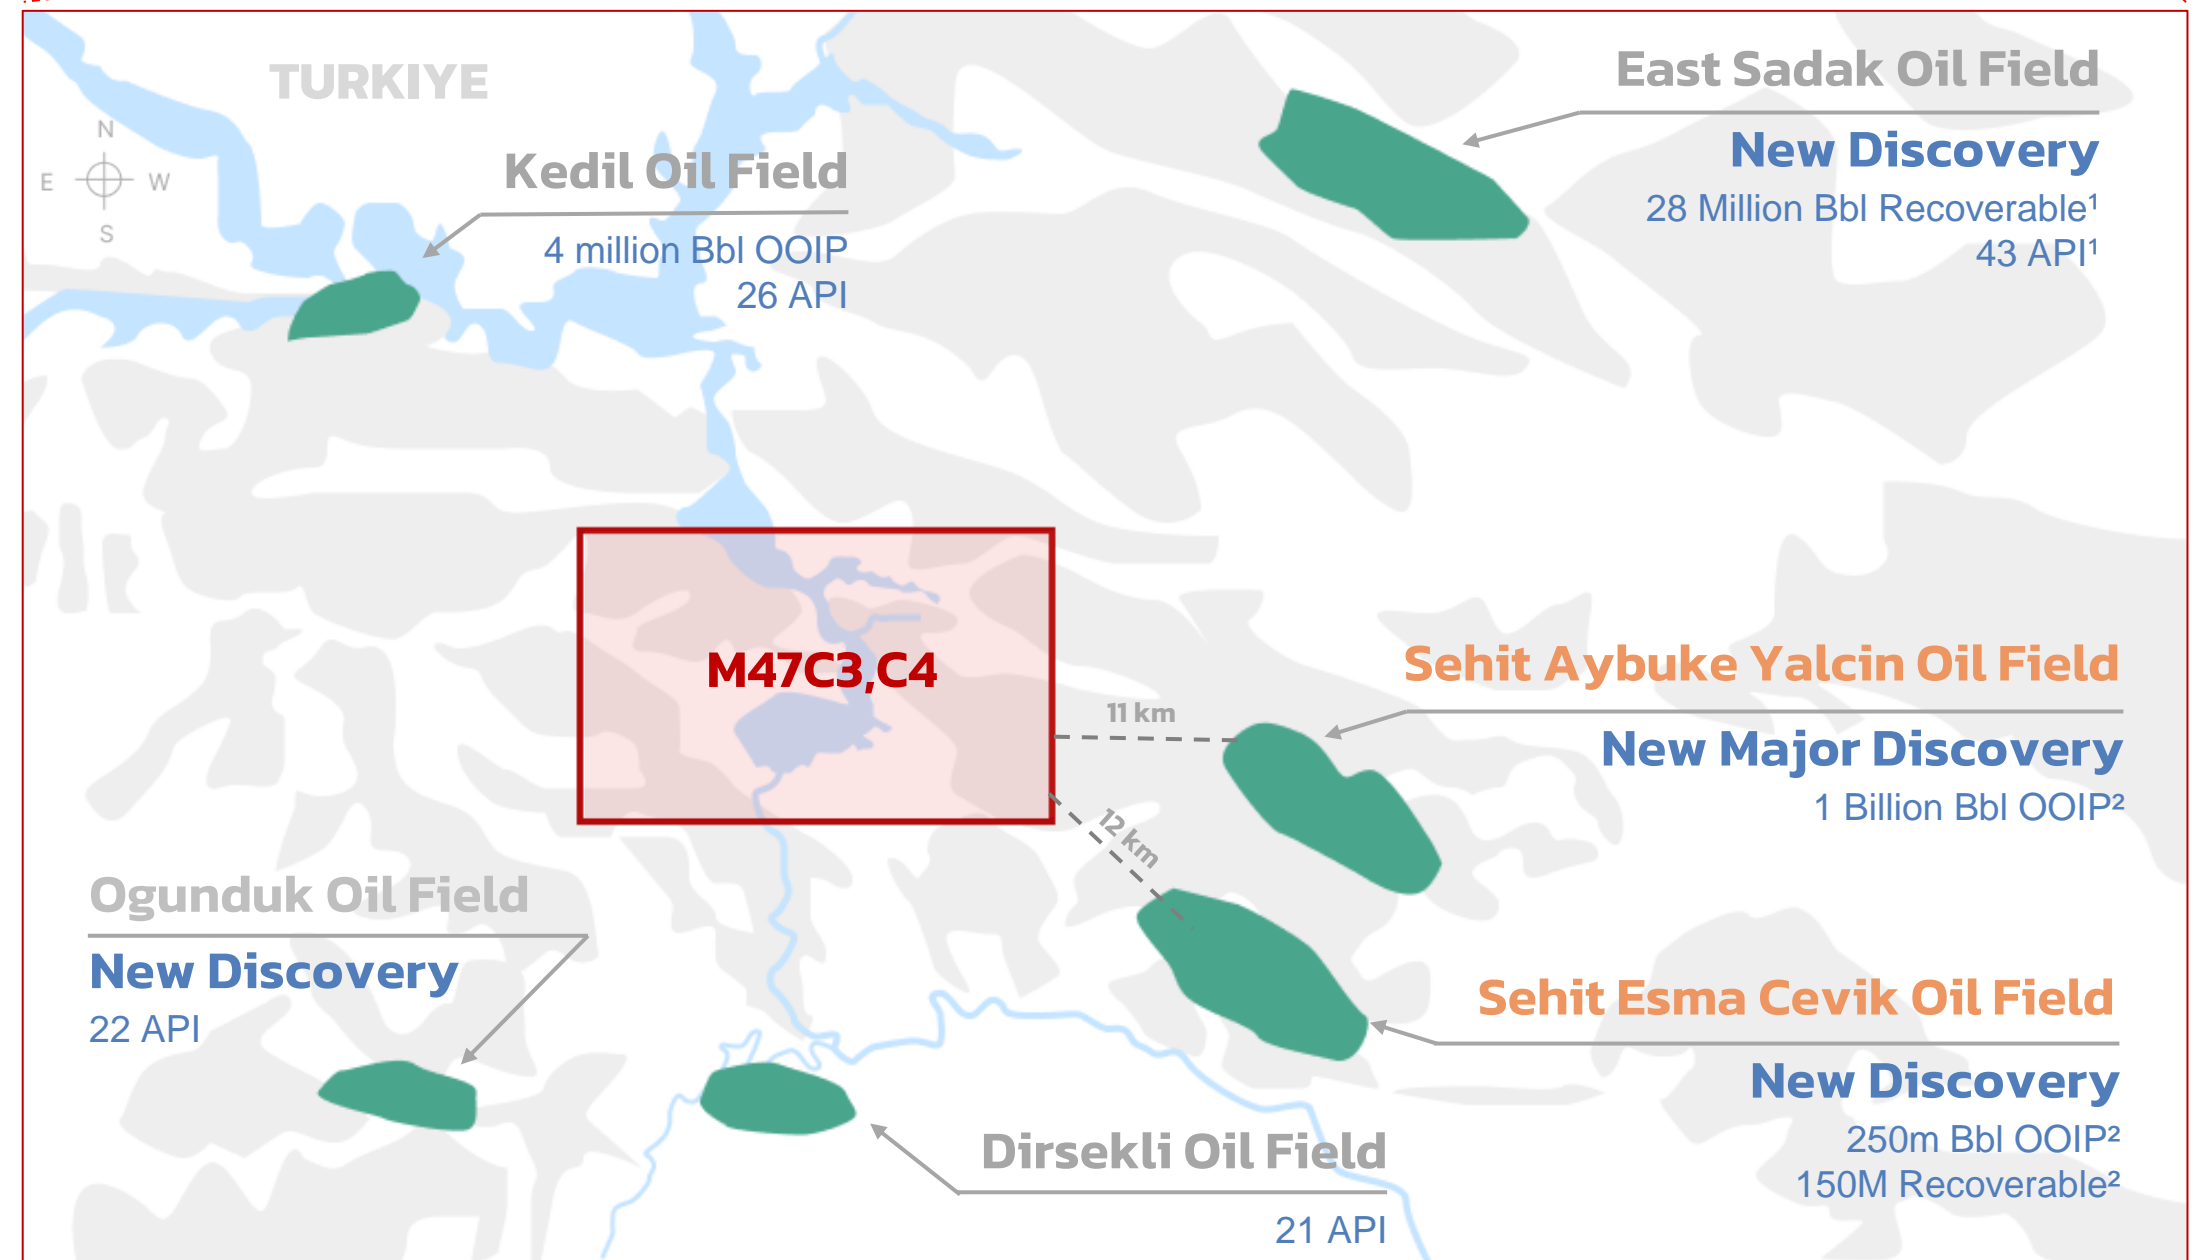 TURKIYE
N
E
W
S
Kedil Oil Field
4 million Bbl OOIP
26 API
East Sadak Oil Field
New Discovery
28 Million Bbl Recoverable¹
43 API¹
M47C3,C4
11 km
12 km
Sehit Aybuke Yalcin Oil Field
New Major Discovery
1 Billion Bbl OOIP²
Ogunduk Oil Field
New Discovery
22 API
Sehit Esma Cevik Oil Field
New Discovery
250m Bbl OOIP²
150M Recoverable²
Dirsekli Oil Field
21 API